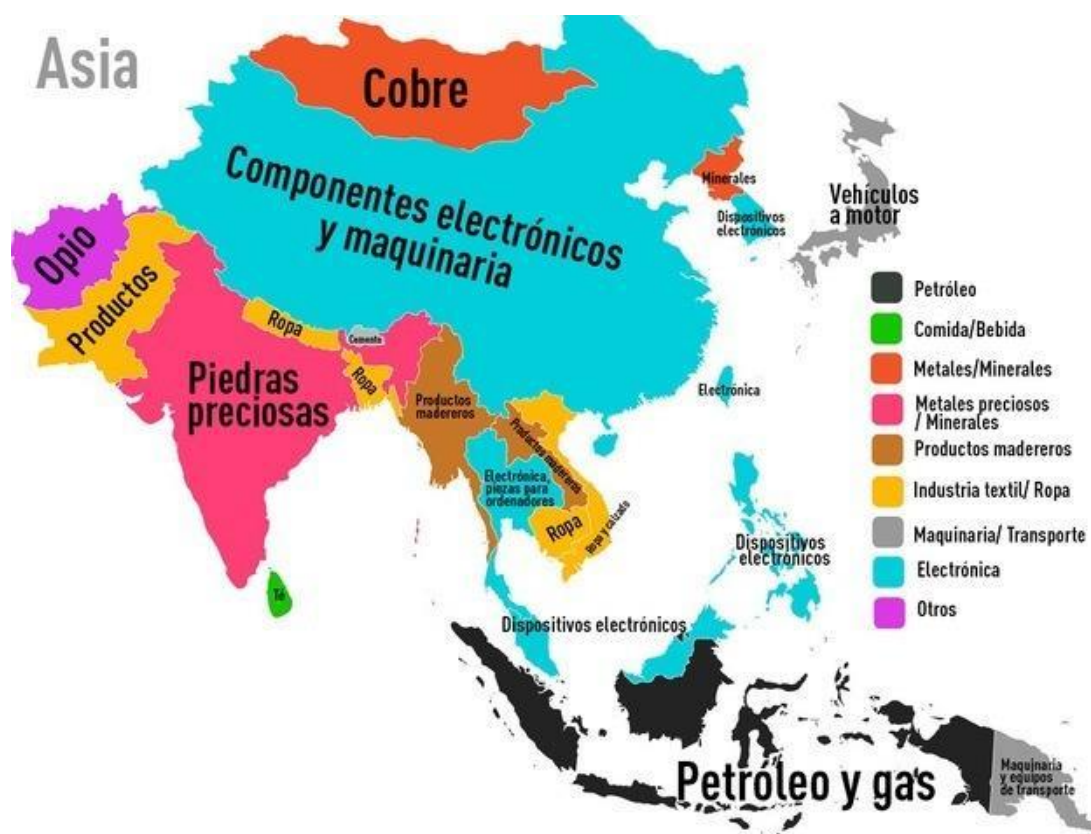 Asia
Cobre
Componentes electrónicos
y maquinaria
Minerales
Dispositivos
electrónicos
Vehículos
a motor
Opio
Productos
Ropa
Cemento
Ropa
Piedras
preciosas
Productos
madereros
Productos madereros
Electrónica,
piezas para
ordenadores
Ropa
Ropa y calzado
Electrónica
Té
Dispositivos
electrónicos
Dispositivos electrónicos
Petróleo y gas
Maquinaria
y equipos
de transporte
Petróleo
Comida/Bebida
Metales/Minerales
Metales preciosos
/ Minerales
Productos madereros
Industria textil/ Ropa
Maquinaria/ Transporte
Electrónica
Otros